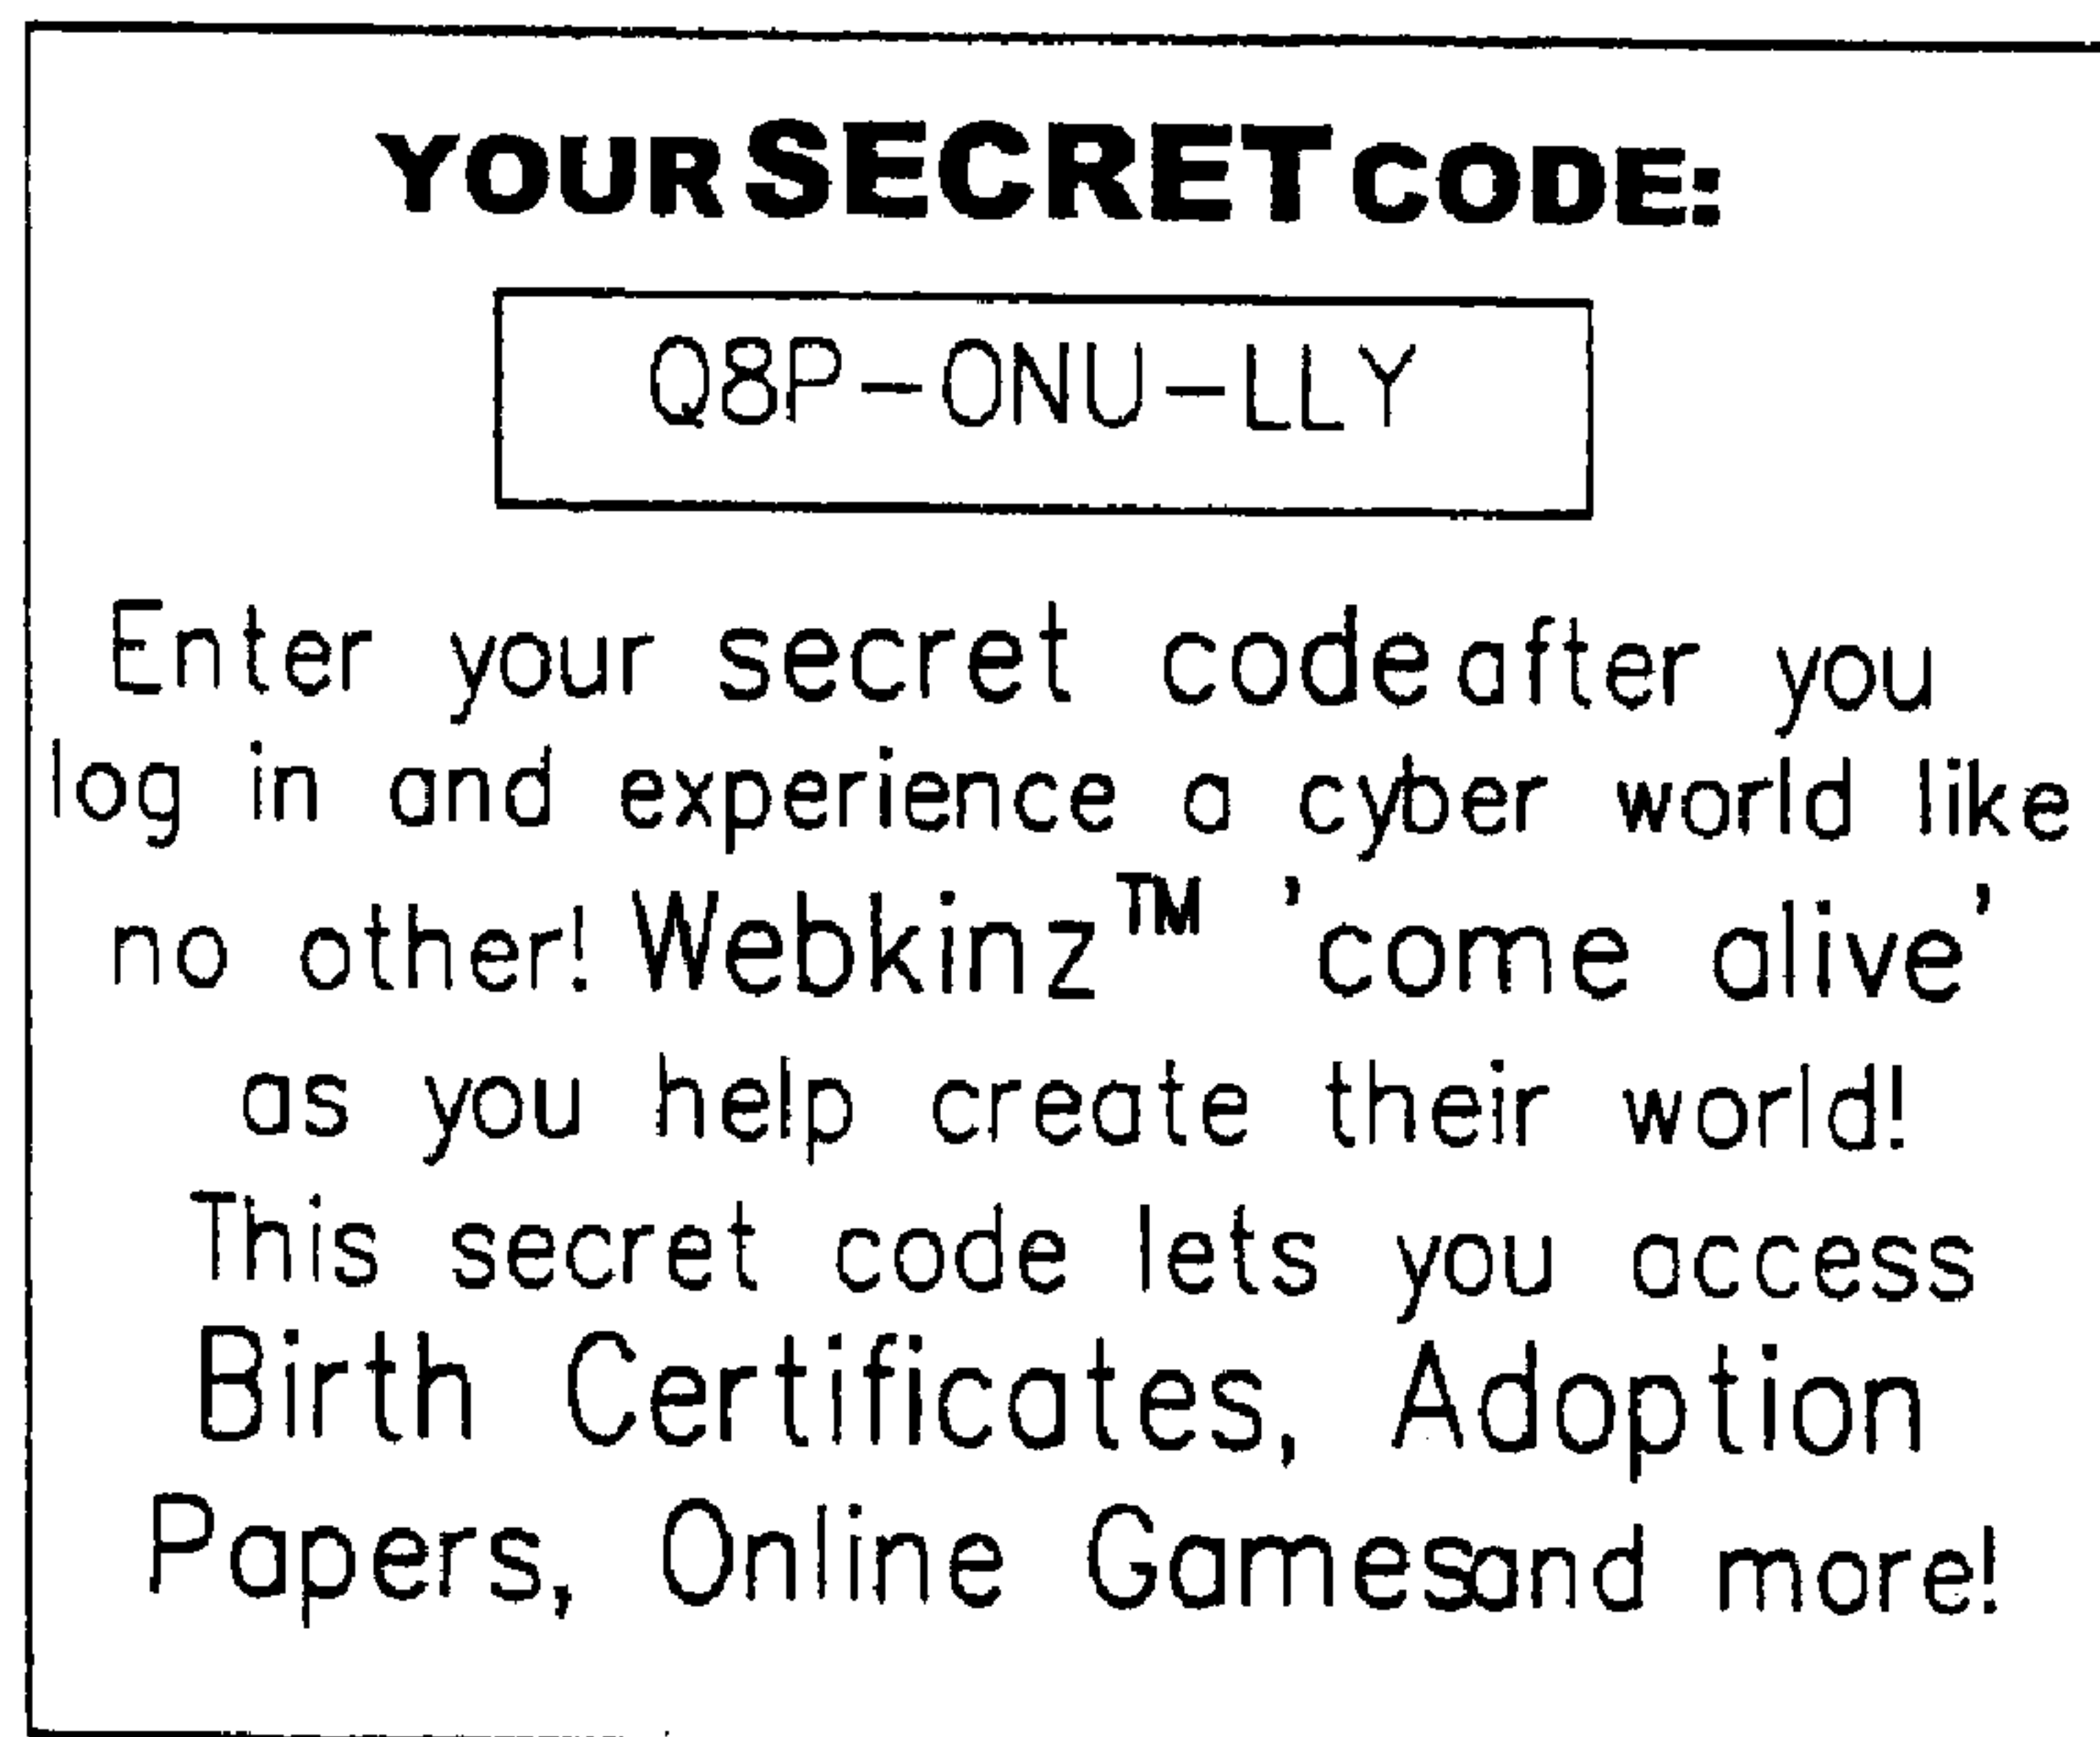 YOUR SECRET CODE:
Q8P-ONU-LLY
Enter your secret code after you
log in and experience a cyber world like
no other! Webkinz™ 'come alive'
as you help create their world!
This secret code lets you access
Birth Certificates, Adoption
Papers, Online Games and more!